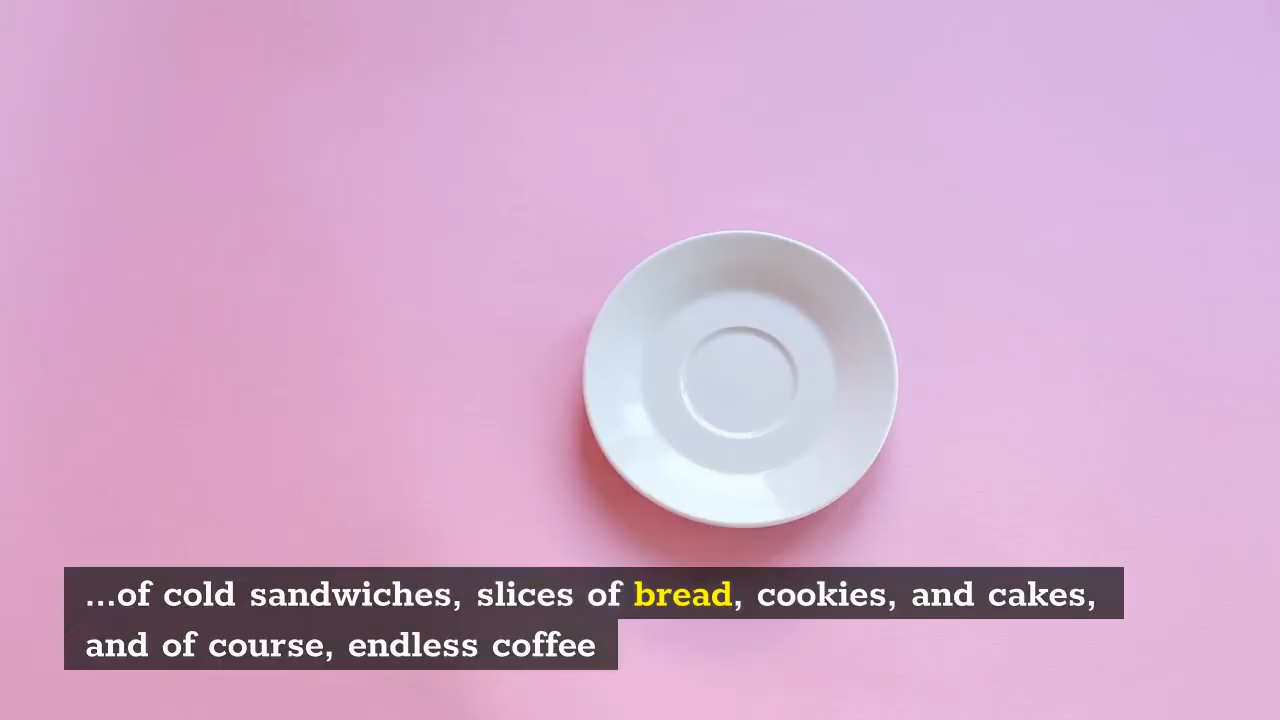 ...of cold sandwiches, slices of bread, cookies, and cakes,
and of course, endless coffee